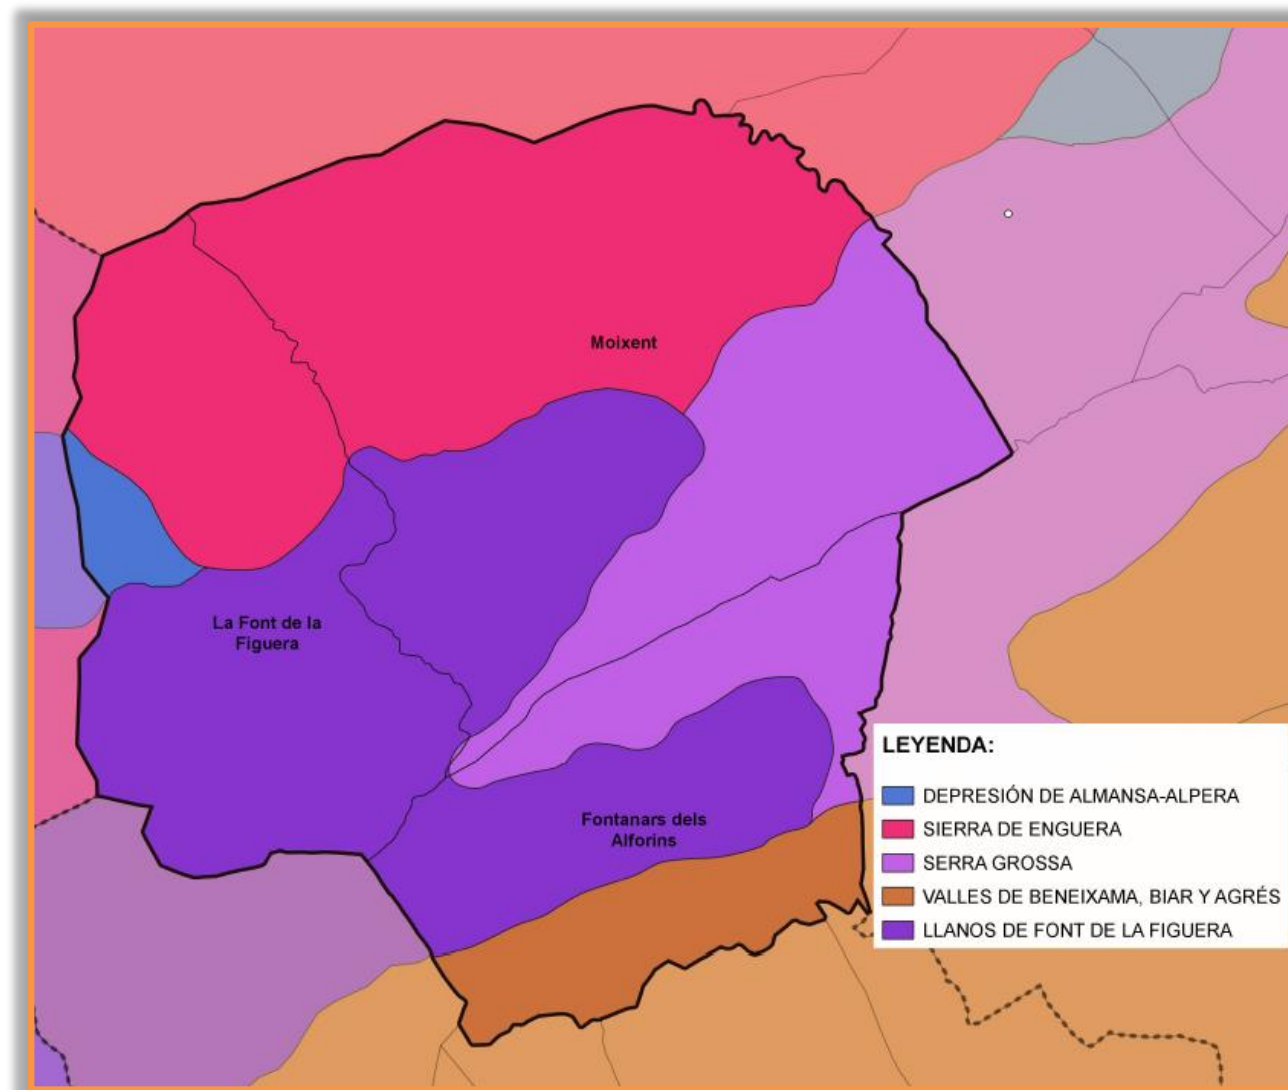 Moixent
La Font de la
Figuera
Fontanars dels
Alforins
LEYENDA:
DEPRESIÓN DE ALMANSA-ALPERA
SIERRA DE ENGUERA
SERRA GROSSA
VALLES DE BENEIXAMA, BIAR Y AGRÉS
LLANOS DE FONT DE LA FIGUERA